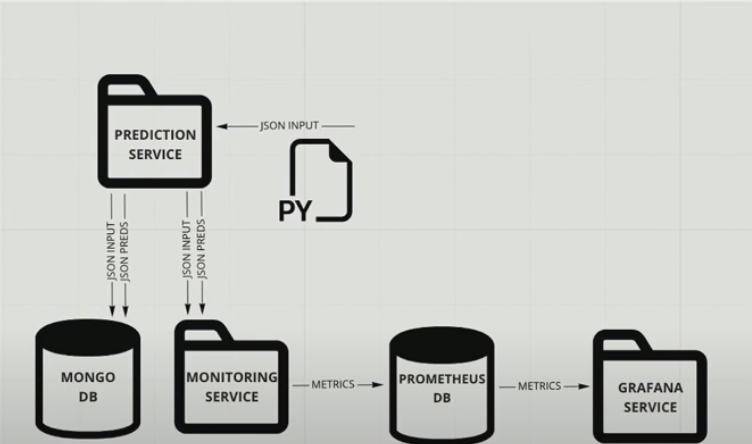 JSON INPUT
PREDICTION
SERVICE
PY
JSON INPUT
JSON PREDS
JSON INPUT
JSON PREDS
MONGO
DB
MONITORING
SERVICE
METRICS
PROMETHEUS
DB
METRICS
GRAFANA
SERVICE